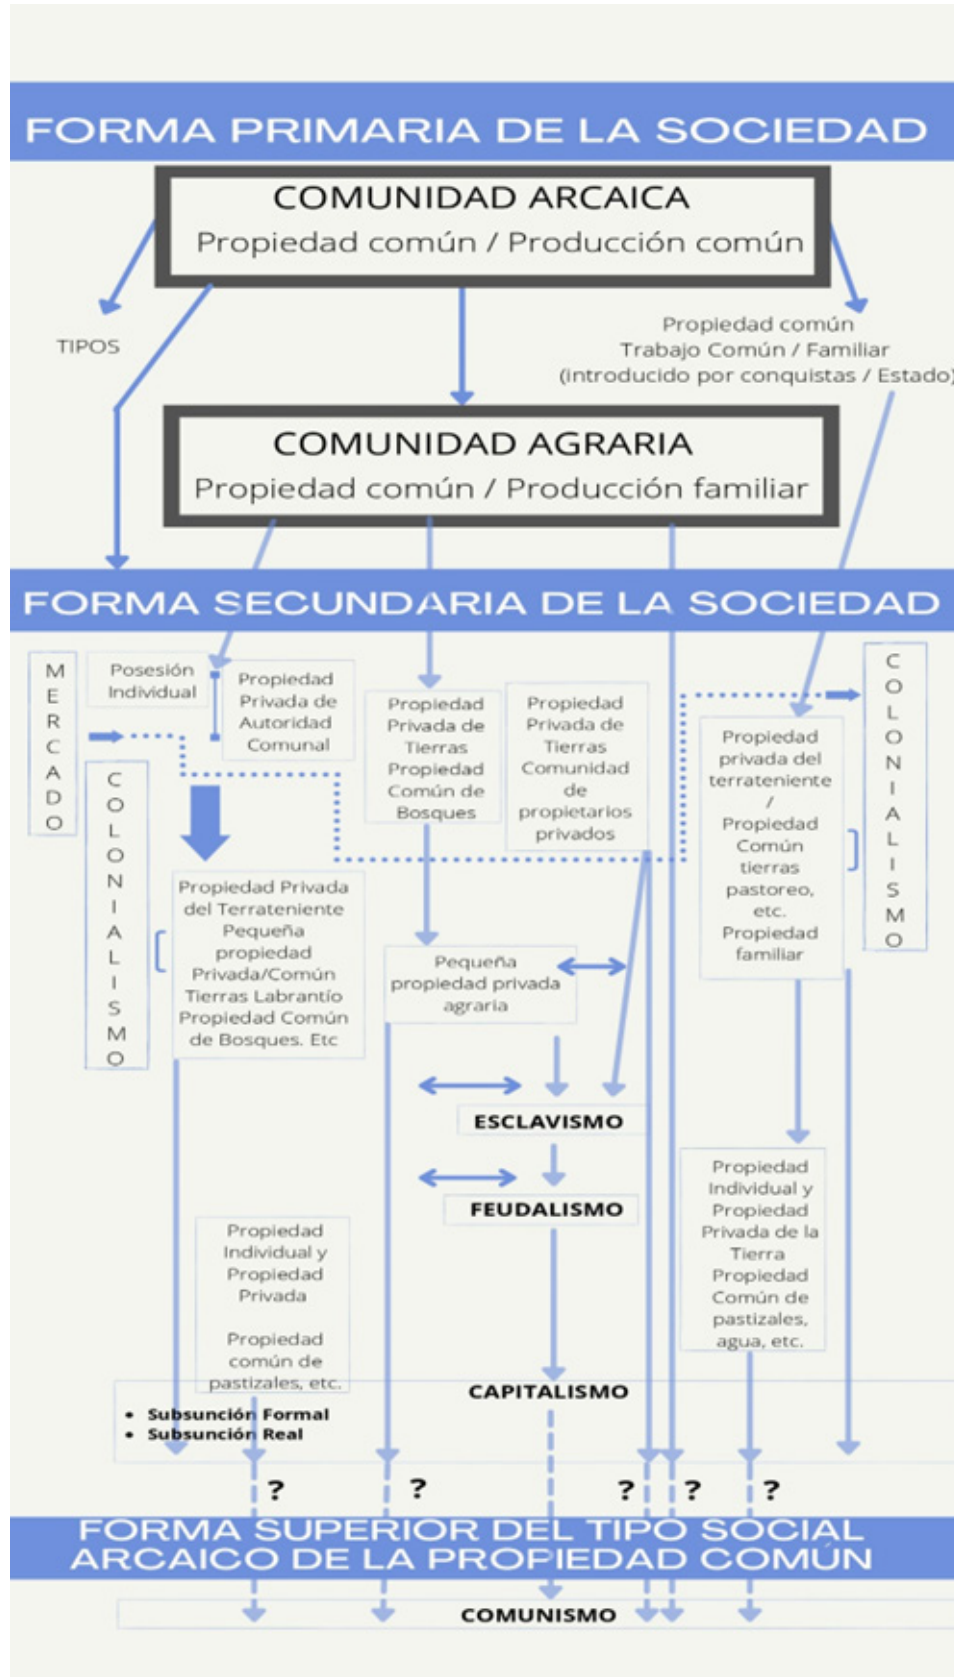 FORMA PRIMARIA DE LA SOCIEDAD
COMUNIDAD ARCAICA
Propiedad común / Producción común
TIPOS
Propiedad común
Trabajo Común / Familiar
(introducido por conquistas / Estado)
COMUNIDAD AGRARIA
Propiedad común / Producción familiar
FORMA SECUNDARIA DE LA SOCIEDAD
MERCADO
Posesión
Individual
Propiedad
Privada de
Autoridad
Comunal
Propiedad
Privada de
Tierras
Propiedad
Común de
Bosques
Propiedad
Privada de
Tierras
Comunidad
de
propietarios
privados
Propiedad
privada del
terrateniente
/
Propiedad
Común
tierras
pastoreo,
etc.
Propiedad
familiar
COLONIALISMO
COLONIALISMO
Propiedad Privada
del Terrateniente
Pequeña
propiedad
Privada/Común
Tierras Labrantío
Propiedad Común
de Bosques. Etc
Pequeña
propiedad privada
agraria
ESCLAVISMO
FEUDALISMO
Propiedad
Individual y
Propiedad
Privada
Propiedad
común de
pastizales, etc.
Propiedad
Individual y
Propiedad
Privada de la
Tierra
Propiedad
Común de
pastizales,
agua, etc.
CAPITALISMO
• Subsunción Formal
• Subsunción Real
? ? ? ? ?
FORMA SUPERIOR DEL TIPO SOCIAL
ARCAICO DE LA PROPIEDAD COMÚN
COMUNISMO